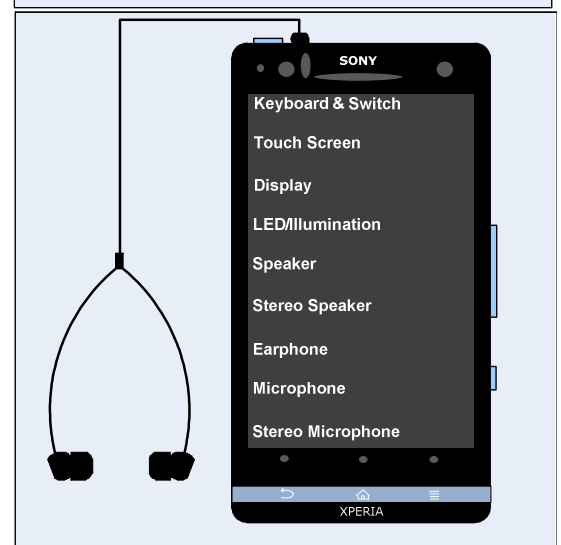 SONY
Keyboard & Switch
Touch Screen
Display
LED/Illumination
Speaker
Stereo Speaker
Earphone
Microphone
Stereo Microphone
XPERIA